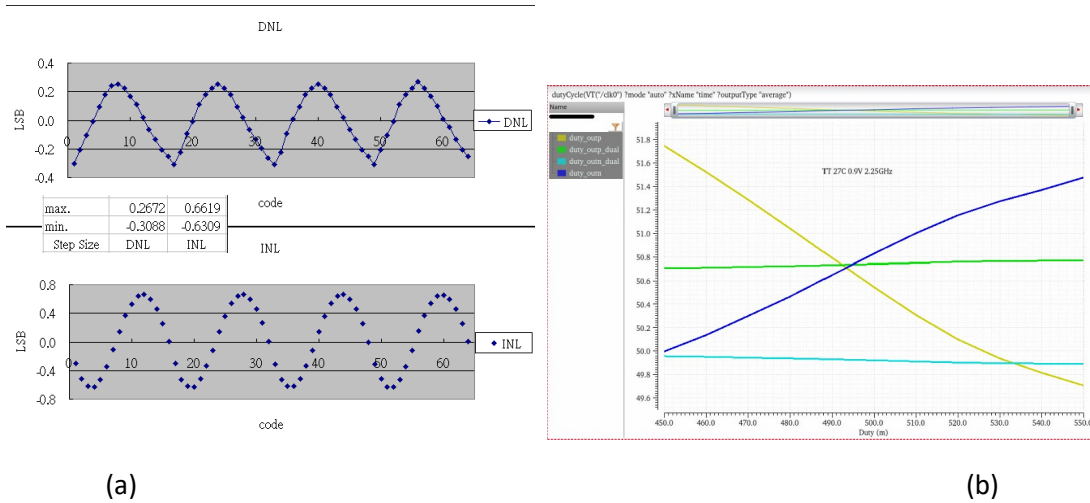 DNL
LSB
0.4
0.2
0.0
-0.2
-0.4
0 10 20 30 40 50 60
DNL
code
max. 0.2672 0.6619
min. -0.3088 -0.6309
Step Size DNL INL
INL
LSB
0.8
0.4
0.0
-0.4
-0.8
0 10 20 30 40 50 60
INL
code
(a)
dutyCycle(VT("/clk0") ?mode "auto" ?xName "time" ?outputType "average")
Name
duty_outp
duty_outp_dual
duty_outn_dual
duty_outn
TT 27C 0.9V 2.25GHz
51.8
51.6
51.4
51.2
51.0
50.8
50.6
50.4
50.2
50.0
49.8
49.6
450.0 460.0 470.0 480.0 490.0 500.0 510.0 520.0 530.0 540.0 550.0
Duty (m)
(b)